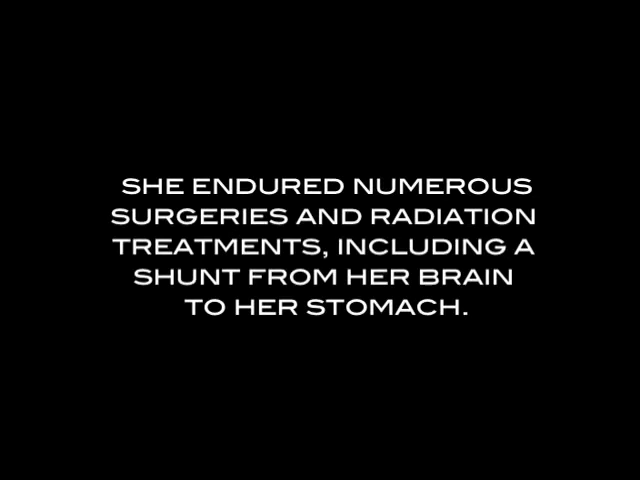 SHE ENDURED NUMEROUS
SURGERIES AND RADIATION
TREATMENTS, INCLUDING A
SHUNT FROM HER BRAIN
TO HER STOMACH.